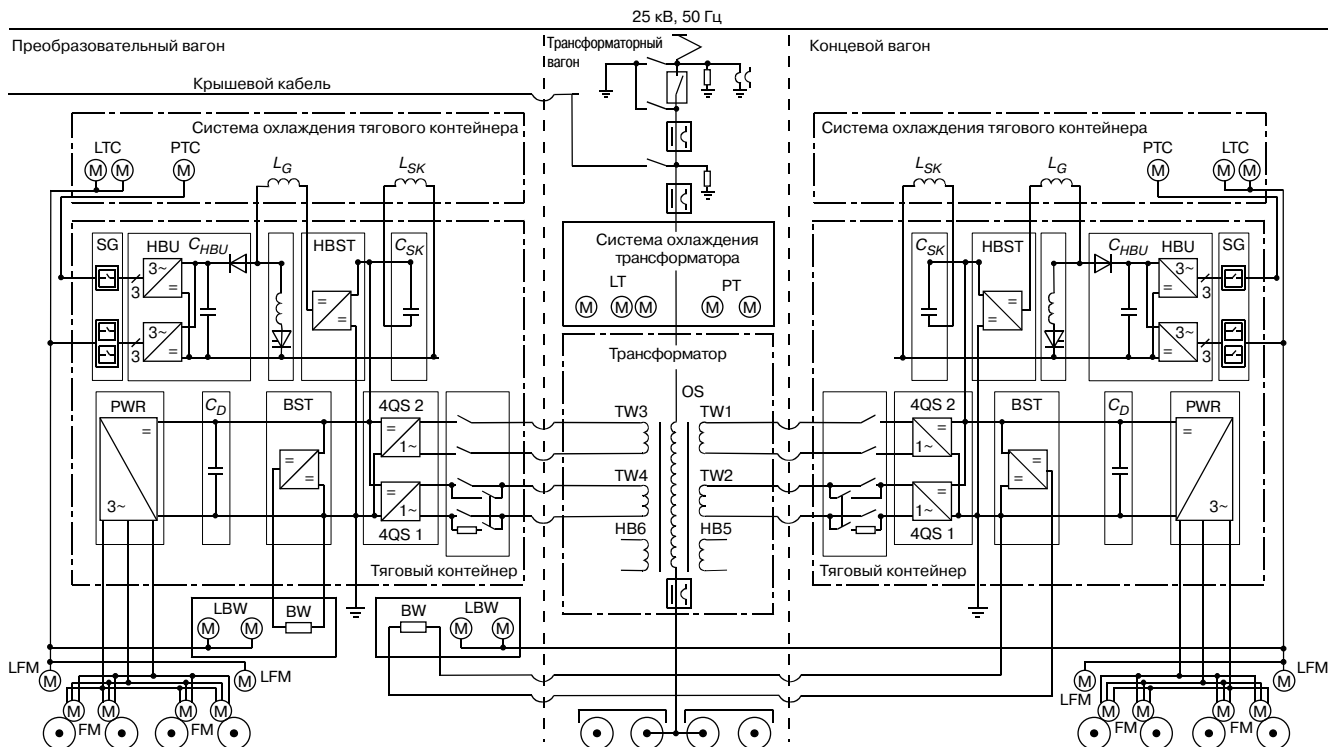 25 кВ, 50 Гц
Преобразовательный вагон
Трансформаторный
вагон
Концевой вагон
Крышевой кабель
Система охлаждения тягового контейнера
LTC
PTC
M M
M
L_G
L_SK
Система охлаждения тягового контейнера
L_SK
L_G
PTC
LTC
M
M M
SG
HBU
C_HBU
HBST
C_SK
3~
=
3
3~
=
3
=
=
Система охлаждения
трансформатора
LT
PT
M M M
M M
C_SK
HBST
C_HBU
HBU
SG
=
=
3~
=
3
3~
=
3
Трансформатор
OS
TW3
TW1
TW4
TW2
HB6
HB5
PWR
=
3~
C_D
BST
=
=
4QS 2
=
1~
=
1~
4QS 1
Тяговый контейнер
4QS 2
=
1~
=
1~
4QS 1
BST
=
=
C_D
PWR
=
3~
Тяговый контейнер
LBW
BW
M M
BW
LBW
M M
LFM
M
M
LFM
M M M M
FM
FM
LFM
M
M
LFM
M M M M
FM
FM